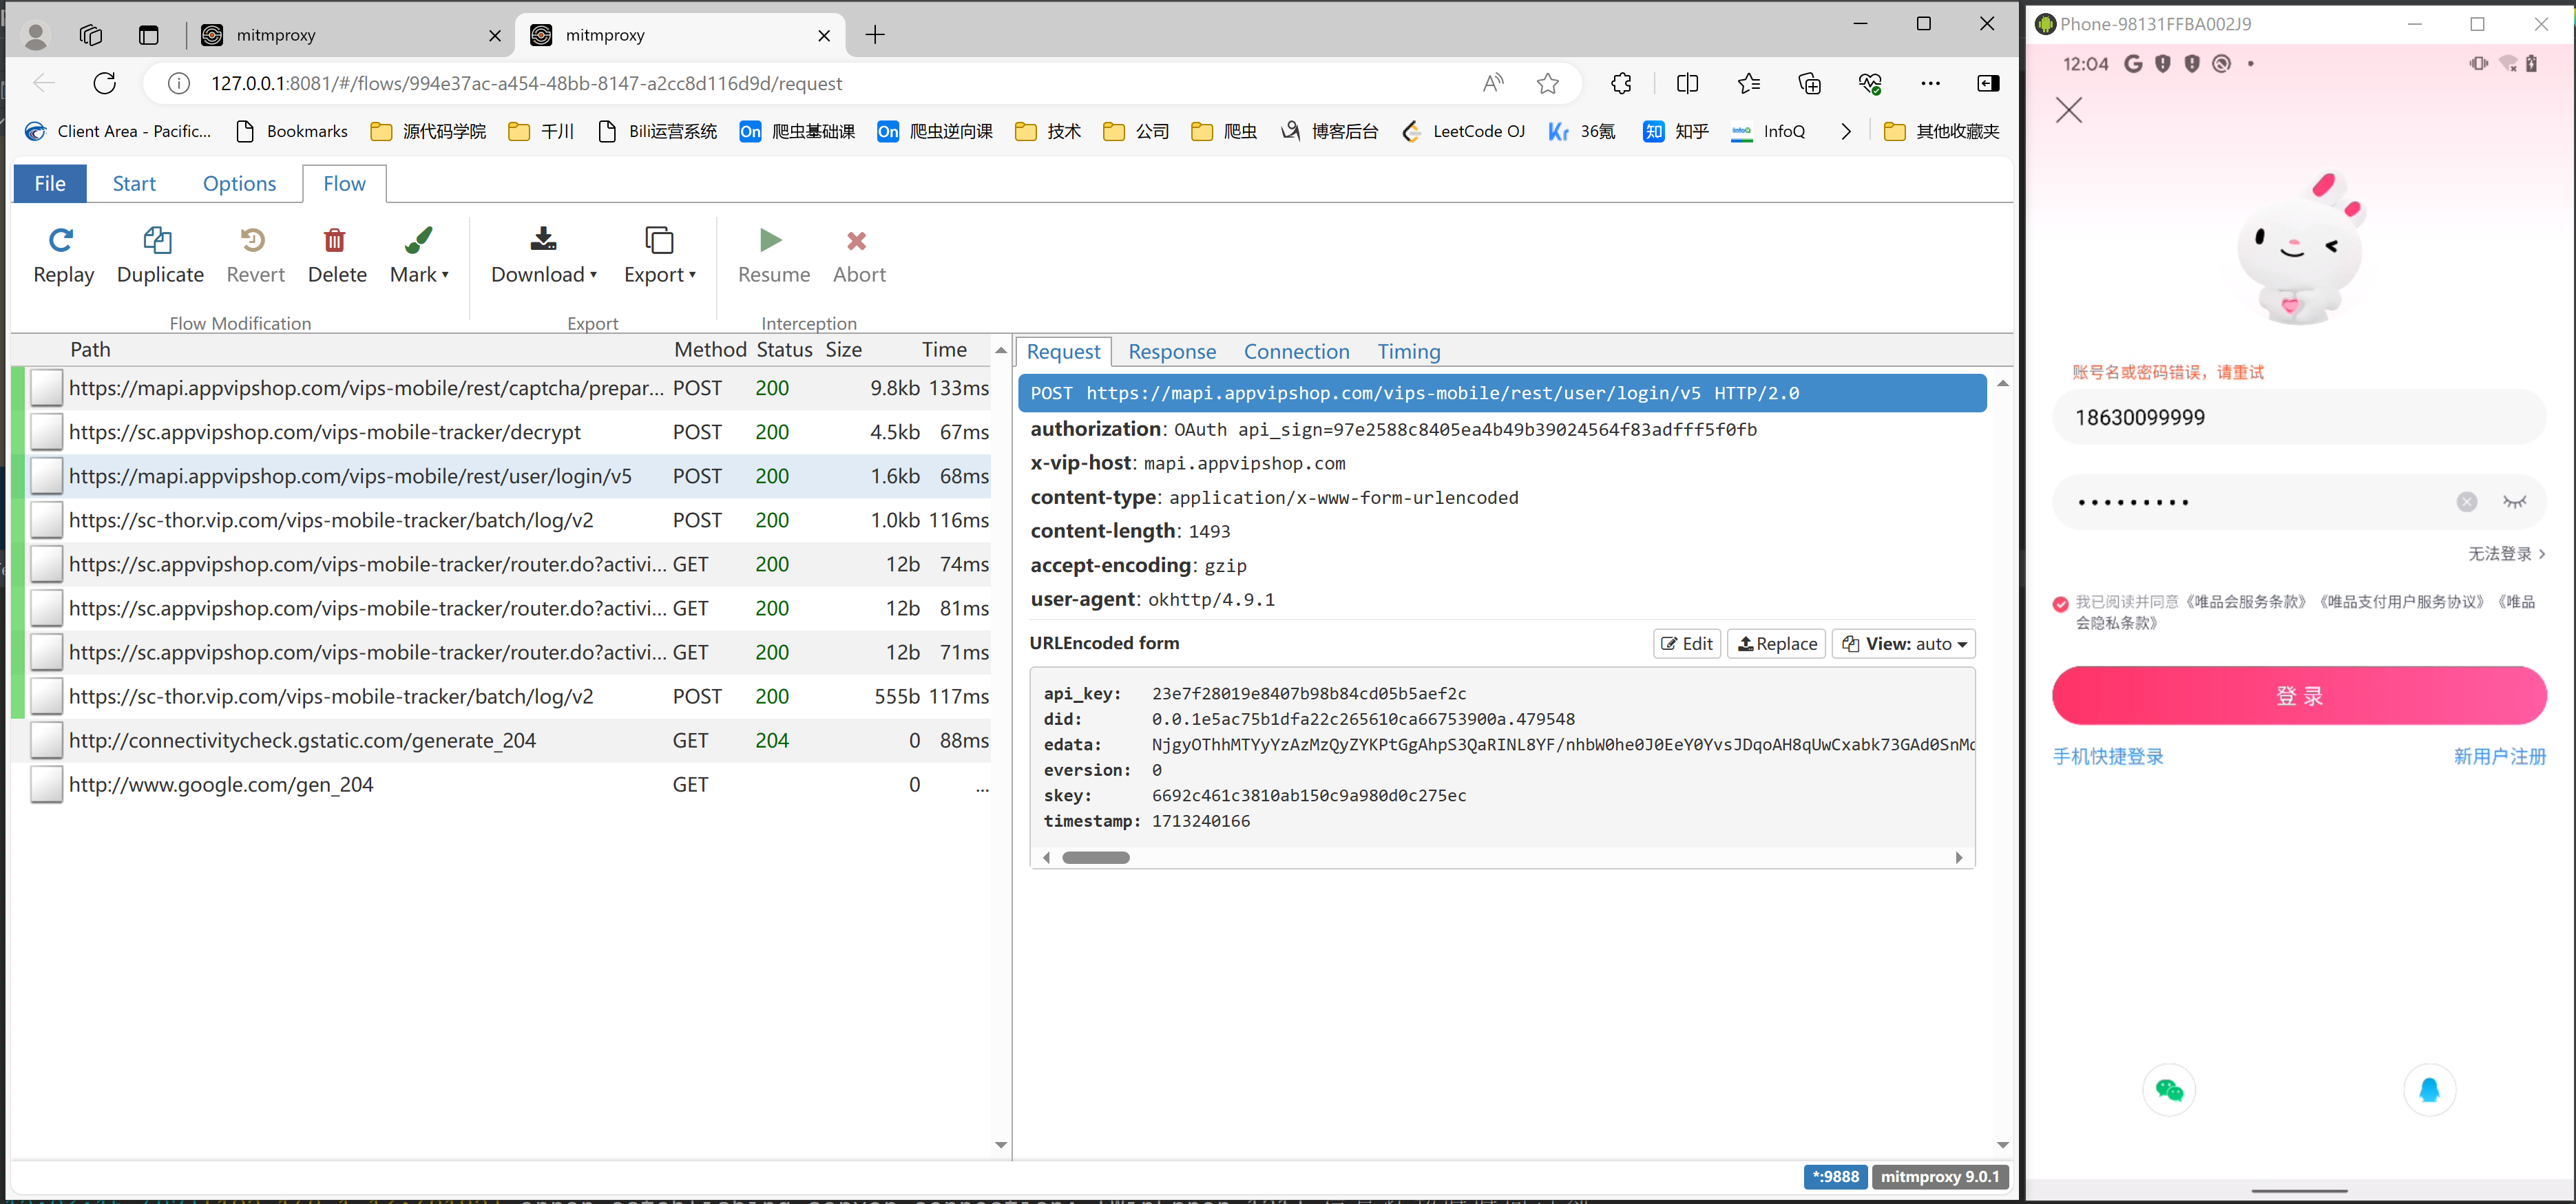 mitmproxy
mitmproxy
127.0.0.1:8081/#/flows/994e37ac-a454-48bb-8147-a2cc8d116d9d/request
Client Area - Pacific...
Bookmarks
源代码学院
千川
Bili运营系统
On 爬虫基础课
On 爬虫逆向课
技术
公司
爬虫
博客后台
LeetCode OJ
Kr 36氪
知 知乎
InfoQ InfoQ
其他收藏夹
File Start Options Flow
Replay Duplicate Revert Delete Mark Download Export Resume Abort
Flow Modification Export Interception
Path Method Status Size Time
https://mapi.appvipshop.com/vips-mobile/rest/captcha/prepar... POST 200 9.8kb 133ms
https://sc.appvipshop.com/vips-mobile-tracker/decrypt POST 200 4.5kb 67ms
https://mapi.appvipshop.com/vips-mobile/rest/user/login/v5 POST 200 1.6kb 68ms
https://sc-thor.vip.com/vips-mobile-tracker/batch/log/v2 POST 200 1.0kb 116ms
https://sc.appvipshop.com/vips-mobile-tracker/router.do?activi... GET 200 12b 74ms
https://sc.appvipshop.com/vips-mobile-tracker/router.do?activi... GET 200 12b 81ms
https://sc.appvipshop.com/vips-mobile-tracker/router.do?activi... GET 200 12b 71ms
https://sc-thor.vip.com/vips-mobile-tracker/batch/log/v2 POST 200 555b 117ms
http://connectivitycheck.gstatic.com/generate_204 GET 204 0 88ms
http://www.google.com/gen_204 GET 0 ...
Request Response Connection Timing
POST https://mapi.appvipshop.com/vips-mobile/rest/user/login/v5 HTTP/2.0
authorization: OAuth api_sign=97e2588c8405ea4b49b39024564f83adfff5f0fb
x-vip-host: mapi.appvipshop.com
content-type: application/x-www-form-urlencoded
content-length: 1493
accept-encoding: gzip
user-agent: okhttp/4.9.1
URLEncoded form Edit Replace View: auto
api_key: 23e7f28019e8407b98b84cd05b5aef2c
did: 0.0.1e5ac75b1dfa22c265610ca66753900a.479548
edata: NjgyOThhMTYyYzAzMzQyZYKPtGgAhpS3QaRINL8YF/nhbW0he0J0EeY0YvsJDqoAH8qUwCxabk73GAd0SnM
eversion: 0
skey: 6692c461c3810ab150c9a980d0c275ec
timestamp: 1713240166
*:9888 mitmproxy 9.0.1
Phone-98131FFBA002J9
12:04
账号名或密码错误，请重试
18630099999
•••••••••
无法登录 >
我已阅读并同意《唯品会服务条款》《唯品支付用户服务协议》《唯品
会隐私条款》
登 录
手机快捷登录 新用户注册